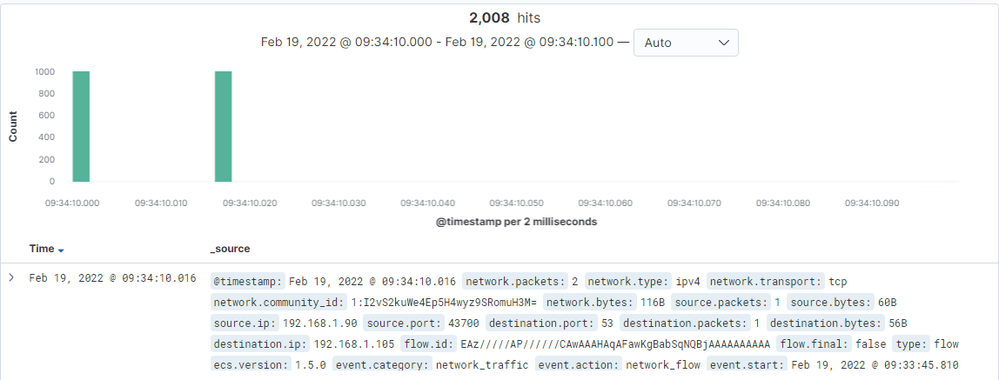 2,008 hits
Feb 19, 2022 @ 09:34:10.000 - Feb 19, 2022 @ 09:34:10.100 — Auto
1000
800
600
400
200
0
Count
09:34:10.000 09:34:10.010 09:34:10.020 09:34:10.030 09:34:10.040 09:34:10.050 09:34:10.060 09:34:10.070 09:34:10.080 09:34:10.090
@timestamp per 2 milliseconds
Time _source
Feb 19, 2022 @ 09:34:10.016 @timestamp: Feb 19, 2022 @ 09:34:10.016 network.packets: 2 network.type: ipv4 network.transport: tcp
network.community_id: 1:I2vS2kuWe4Ep5H4wyz9SRomuH3M= network.bytes: 116B source.packets: 1 source.bytes: 60B
source.ip: 192.168.1.90 source.port: 43700 destination.port: 53 destination.packets: 1 destination.bytes: 56B
destination.ip: 192.168.1.105 flow.id: EAz/////AP//////CAwAAAHAqAFawKgBabSqNQBjAAAAAAAAAA flow.final: false type: flow
ecs.version: 1.5.0 event.category: network_traffic event.action: network_flow event.start: Feb 19, 2022 @ 09:33:45.810